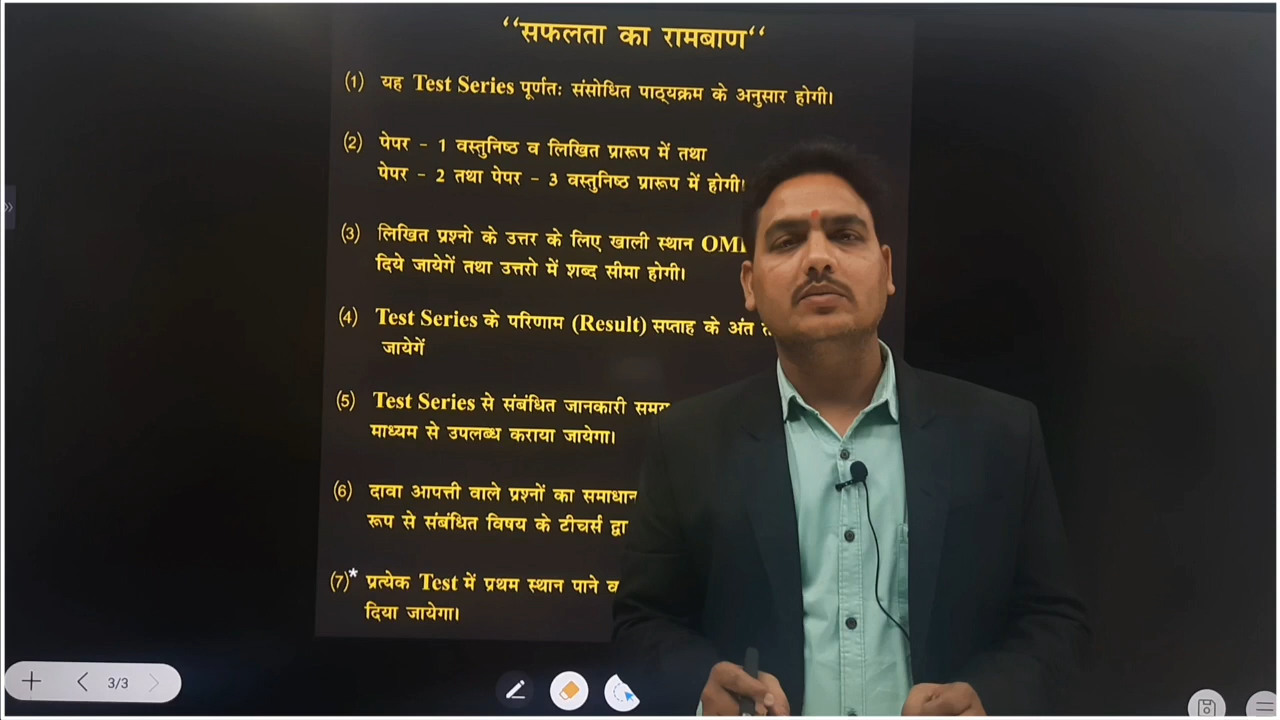 “सफलता का रामबाण“
(1) यह Test Series पूर्णतः संसोधित पाठ्यक्रम के अनुसार होगी।
(2) पेपर - 1 वस्तुनिष्ठ व लिखित प्रारूप में तथा
पेपर - 2 तथा पेपर - 3 वस्तुनिष्ठ प्रारूप में होगी।
(3) लिखित प्रश्नो के उत्तर के लिए खाली स्थान
दिये जायेगें तथा उत्तरो में शब्द सीमा होगी।
(4) Test Series के परिणाम (Result) सप्ताह के अंत
जायेगें
(5) Test Series से संबंधित जानकारी
माध्यम से उपलब्ध कराया जायेगा।
(6) दावा आपत्ती वाले प्रश्नों का समाधान
रूप से संबंधित विषय के टीचर्स
(7)* प्रत्येक Test में प्रथम स्थान पाने
दिया जायेगा।
3/3